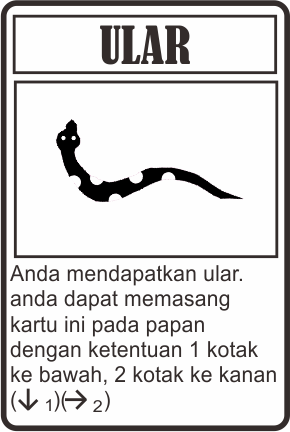 ULAR
Anda mendapatkan ular.
anda dapat memasang
kartu ini pada papan
dengan ketentuan 1 kotak
ke bawah, 2 kotak ke kanan
(↓ 1)(→ 2)